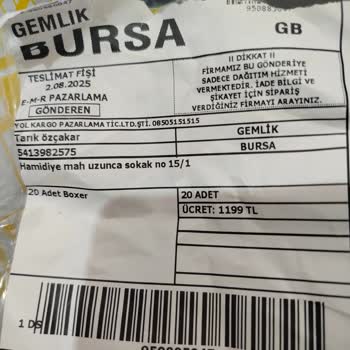 GEMLIK
BURSA
GB
TESLİMAT FİŞİ
2.08.2025
E-M-R PAZARLAMA
GÖNDEREN
!! DİKKAT !!
FİRMAMIZ BU GÖNDERİYE
SADECE DAĞITIM HİZMETİ
VERMEKTEDİR. İADE BİLGİ VE
ŞİKAYET İÇİN SİPARİŞ
VERDİĞİNİZ FİRMAYI ARAYINIZ.
YOL KARGO PAZARLAMA TİC.LTD.ŞTİ. 08505151515
Tarık özçakar
GEMLİK
5413982575
BURSA
Hamidiye mah uzunca sokak no 15/1
20 Adet Boxer
20 ADET
ÜCRET: 1199 TL
1 DS